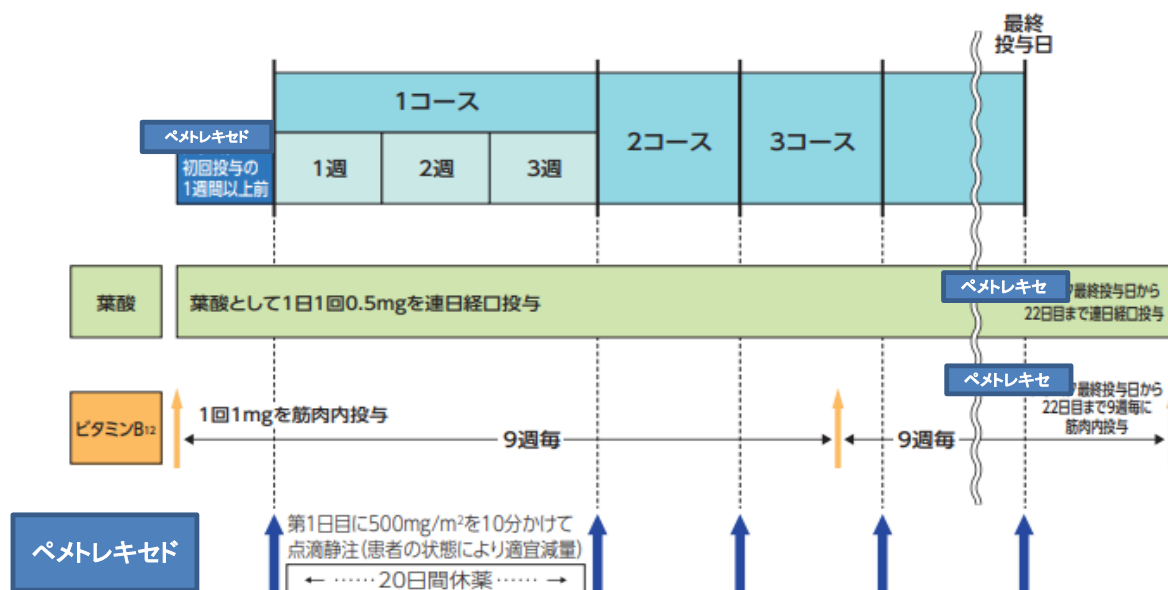 最終
投与日
1コース
2コース
3コース
ペメトレキセド
初回投与の
1週間以上前
1週
2週
3週
葉酸
葉酸として1日1回0.5mgを連日経口投与
ペメトレキセ
最終投与日から
22日目まで連日経口投与
ビタミンB12
1回1mgを筋肉内投与
9週毎
9週毎
ペメトレキセ
最終投与日から
22日目まで9週毎に
筋肉内投与
ペメトレキセド
第1日目に500mg/m²を10分かけて
点滴静注(患者の状態により適宜減量)
← ……20日間休薬…… →